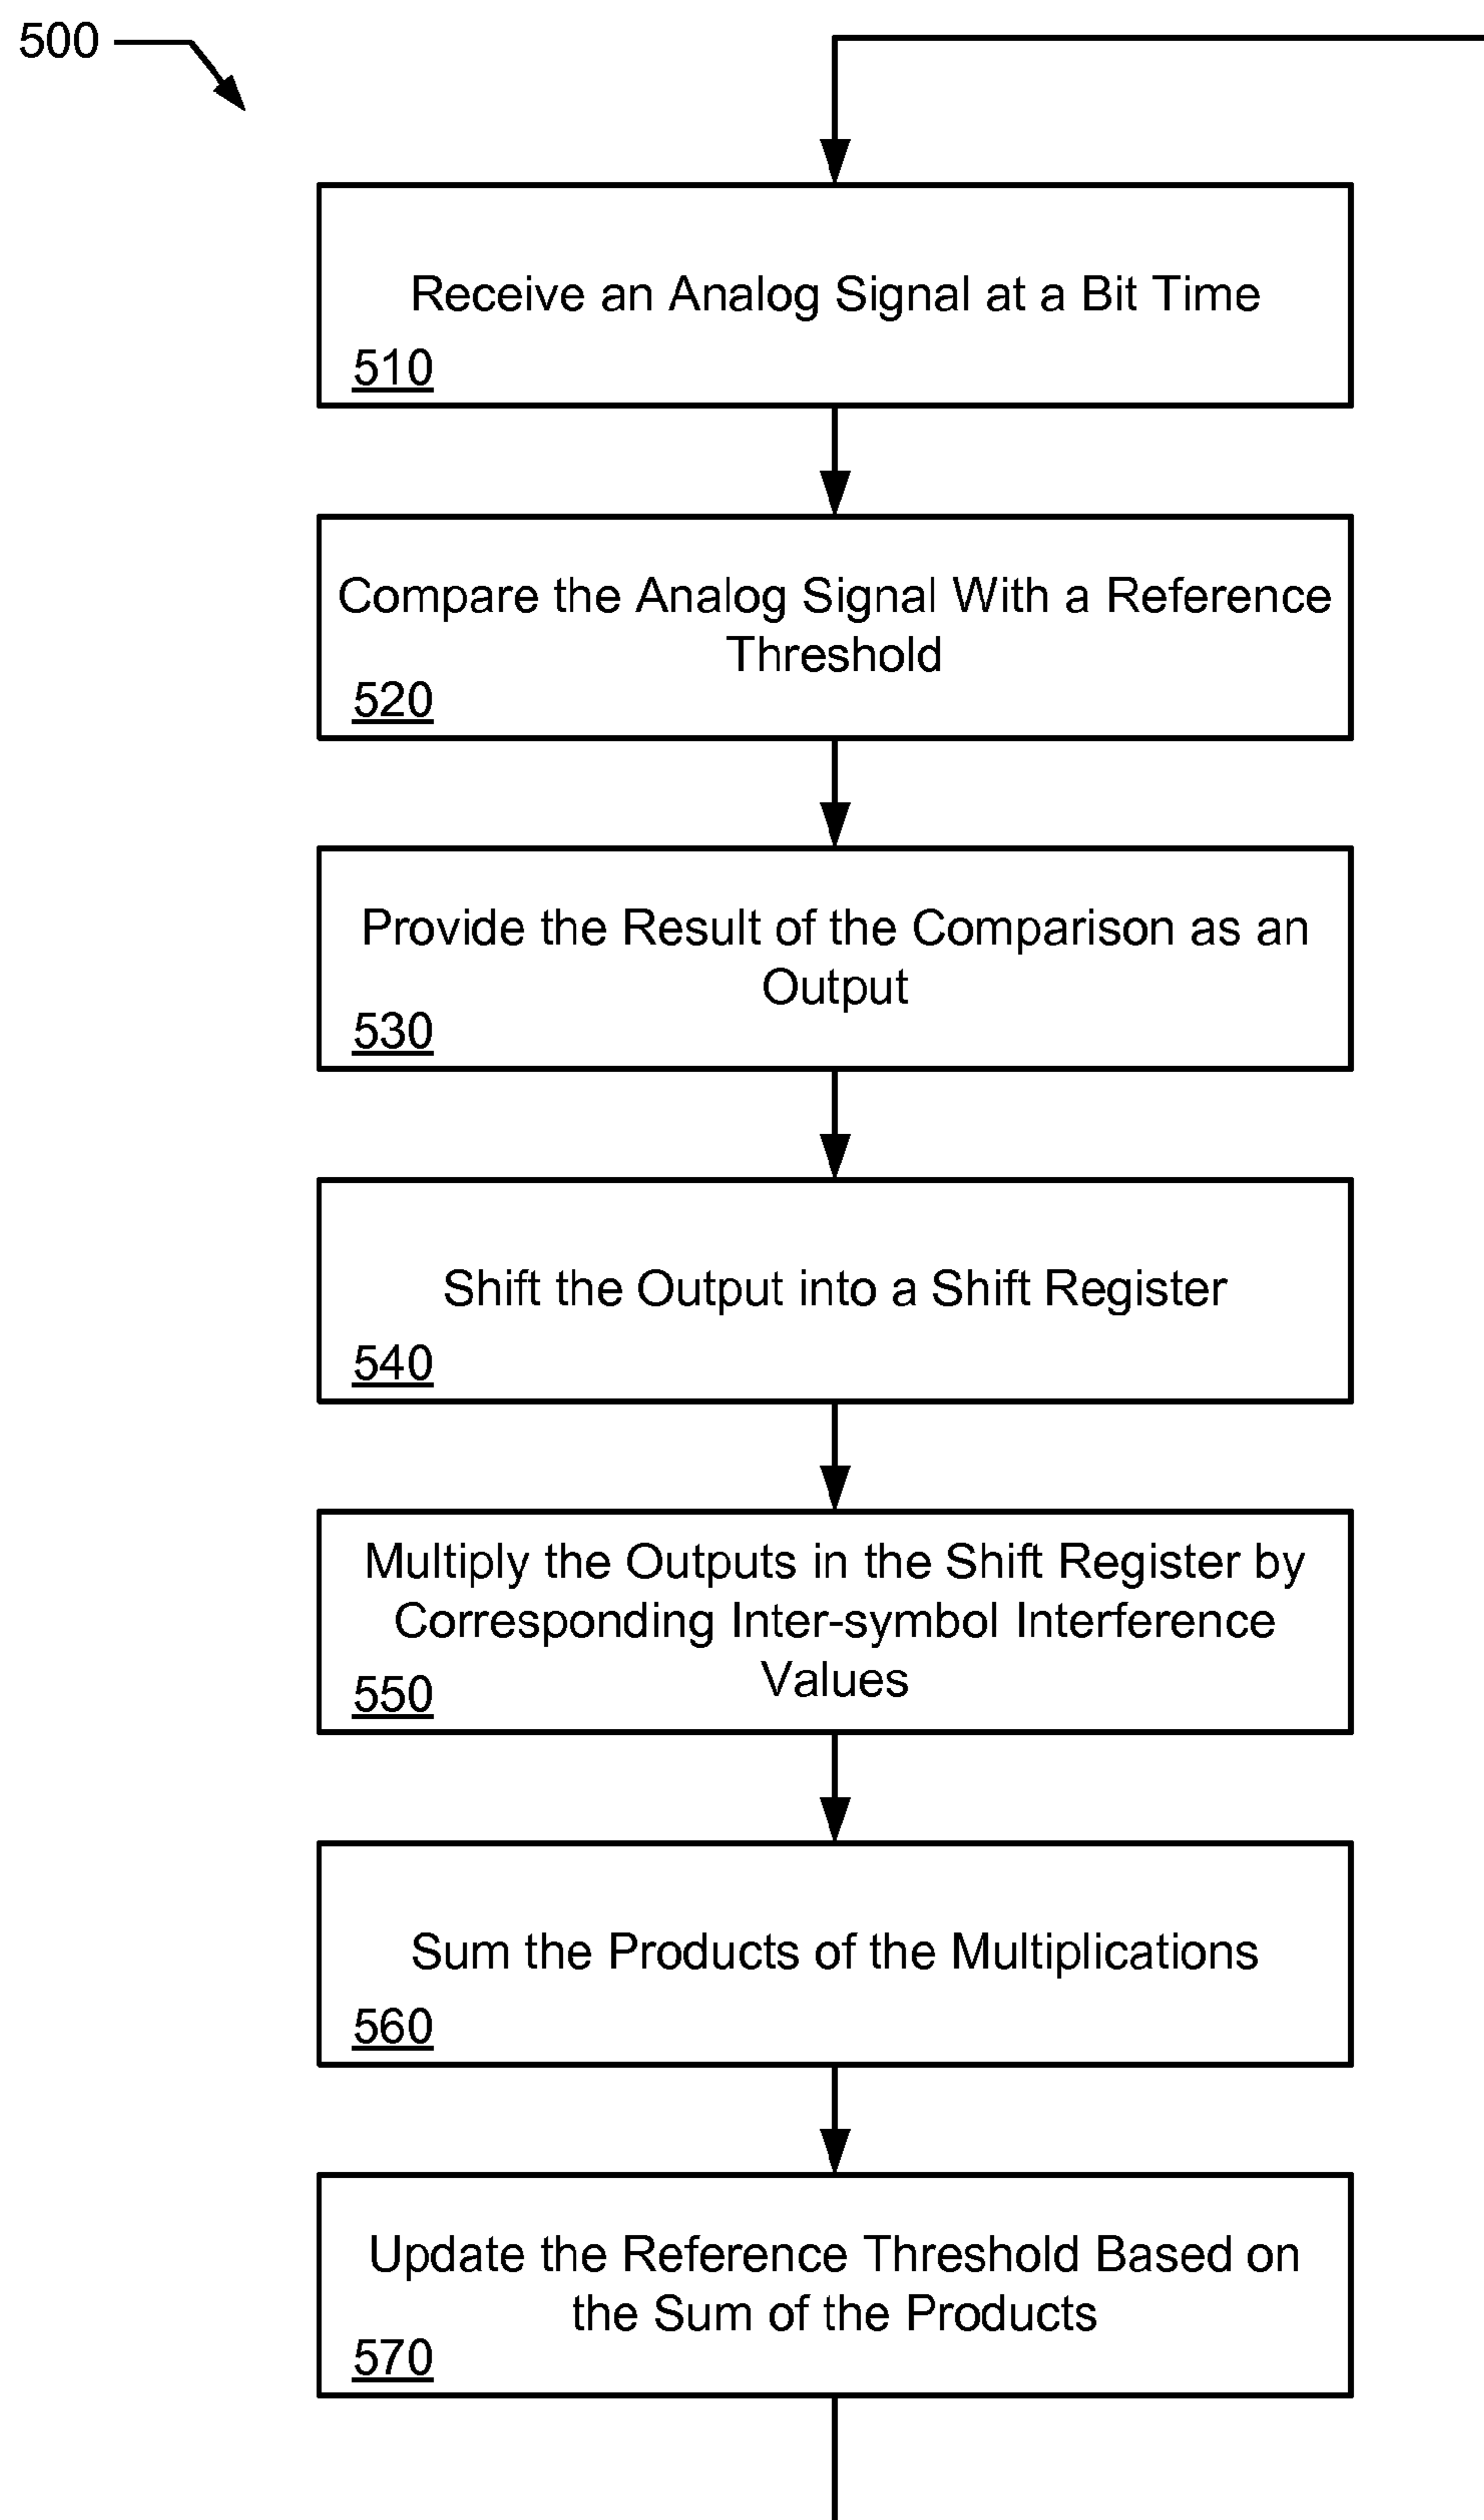 500
Receive an Analog Signal at a Bit Time
510
Compare the Analog Signal With a Reference
Threshold
520
Provide the Result of the Comparison as an
Output
530
Shift the Output into a Shift Register
540
Multiply the Outputs in the Shift Register by
Corresponding Inter-symbol Interference
Values
550
Sum the Products of the Multiplications
560
Update the Reference Threshold Based on
the Sum of the Products
570